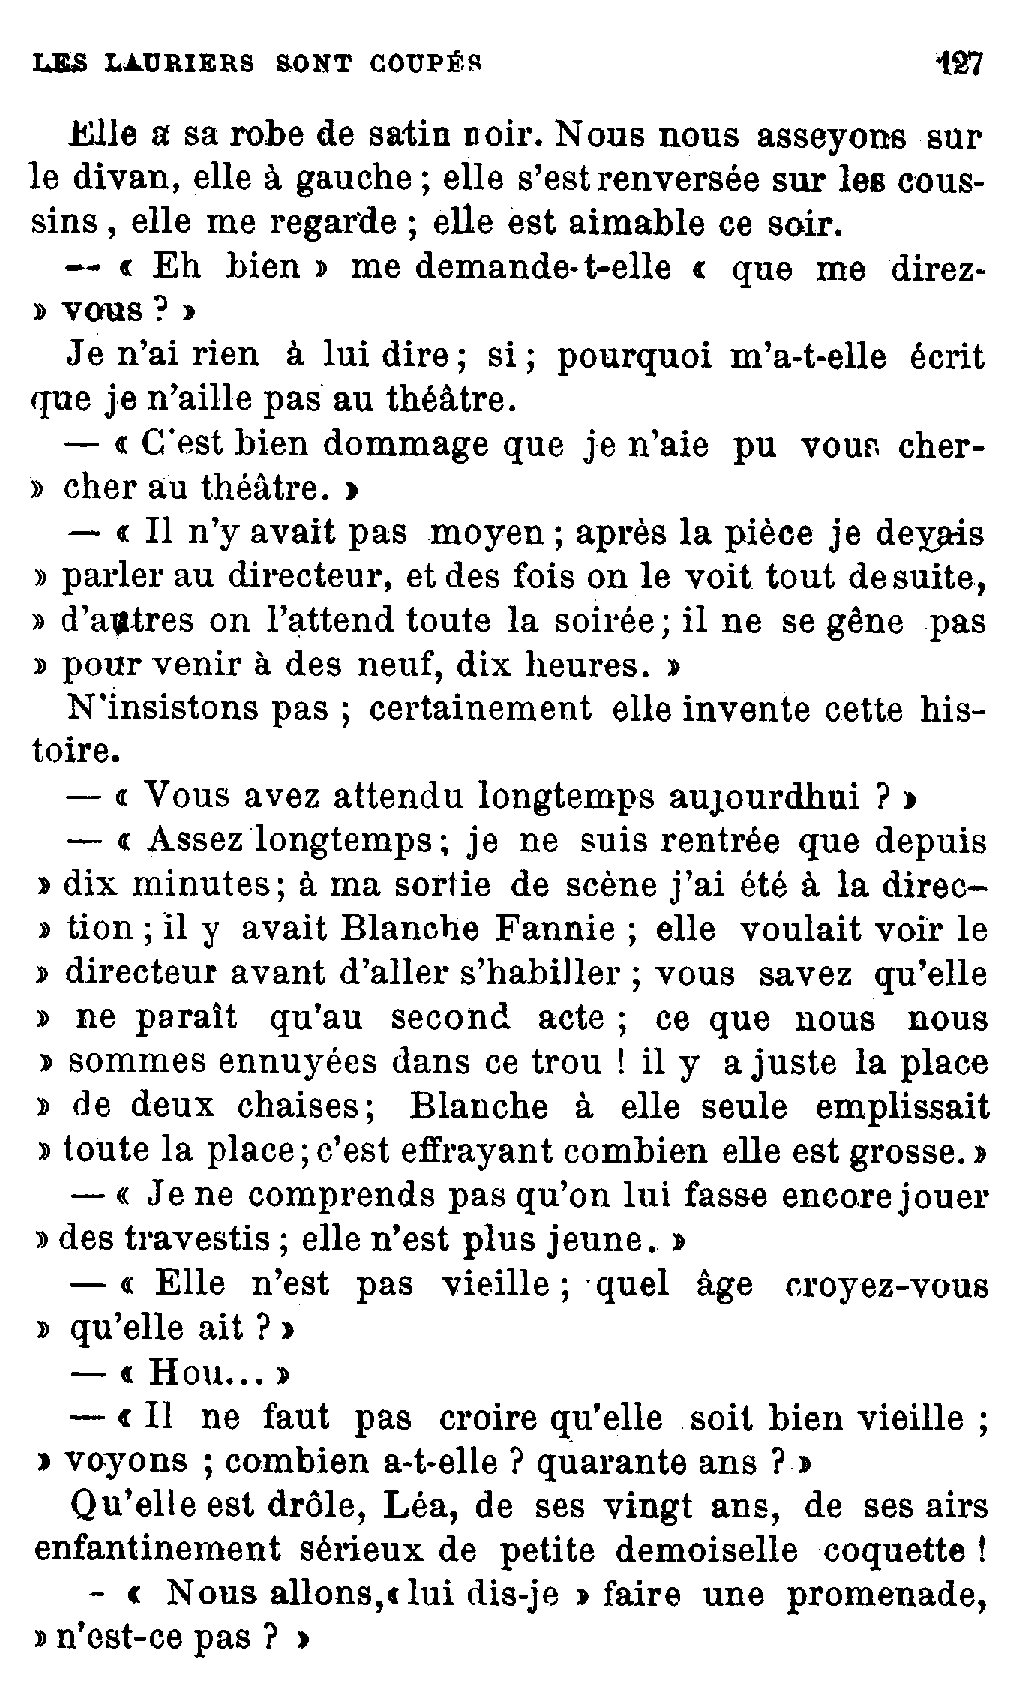 LES LAURIERS SONT COUPÉS 127
Elle a sa robe de satin noir. Nous nous asseyons sur
le divan, elle à gauche ; elle s'est renversée sur les cous-
sins, elle me regarde ; elle est aimable ce soir.
— « Eh bien » me demande-t-elle « que me direz-
» vous ? »
Je n'ai rien à lui dire ; si ; pourquoi m'a-t-elle écrit
que je n'aille pas au théâtre.
— « C'est bien dommage que je n'aie pu vous cher-
» cher au théâtre. »
— « Il n'y avait pas moyen ; après la pièce je devais
» parler au directeur, et des fois on le voit tout de suite,
» d'autres on l'attend toute la soirée ; il ne se gêne pas
» pour venir à des neuf, dix heures. »
N'insistons pas ; certainement elle invente cette his-
toire.
— « Vous avez attendu longtemps aujourdhui ? »
— « Assez longtemps ; je ne suis rentrée que depuis
» dix minutes ; à ma sortie de scène j'ai été à la direc-
» tion ; il y avait Blanche Fannie ; elle voulait voir le
» directeur avant d'aller s'habiller ; vous savez qu'elle
» ne paraît qu'au second acte ; ce que nous nous
» sommes ennuyées dans ce trou ! il y a juste la place
» de deux chaises ; Blanche à elle seule emplissait
» toute la place ; c'est effrayant combien elle est grosse. »
— « Je ne comprends pas qu'on lui fasse encore jouer
» des travestis ; elle n'est plus jeune. »
— « Elle n'est pas vieille ; quel âge croyez-vous
» qu'elle ait ? »
— « Hou... »
— « Il ne faut pas croire qu'elle soit bien vieille ;
» voyons ; combien a-t-elle ? quarante ans ? »
Qu'elle est drôle, Léa, de ses vingt ans, de ses airs
enfantinement sérieux de petite demoiselle coquette !
- « Nous allons, « lui dis-je » faire une promenade,
» n'est-ce pas ? »